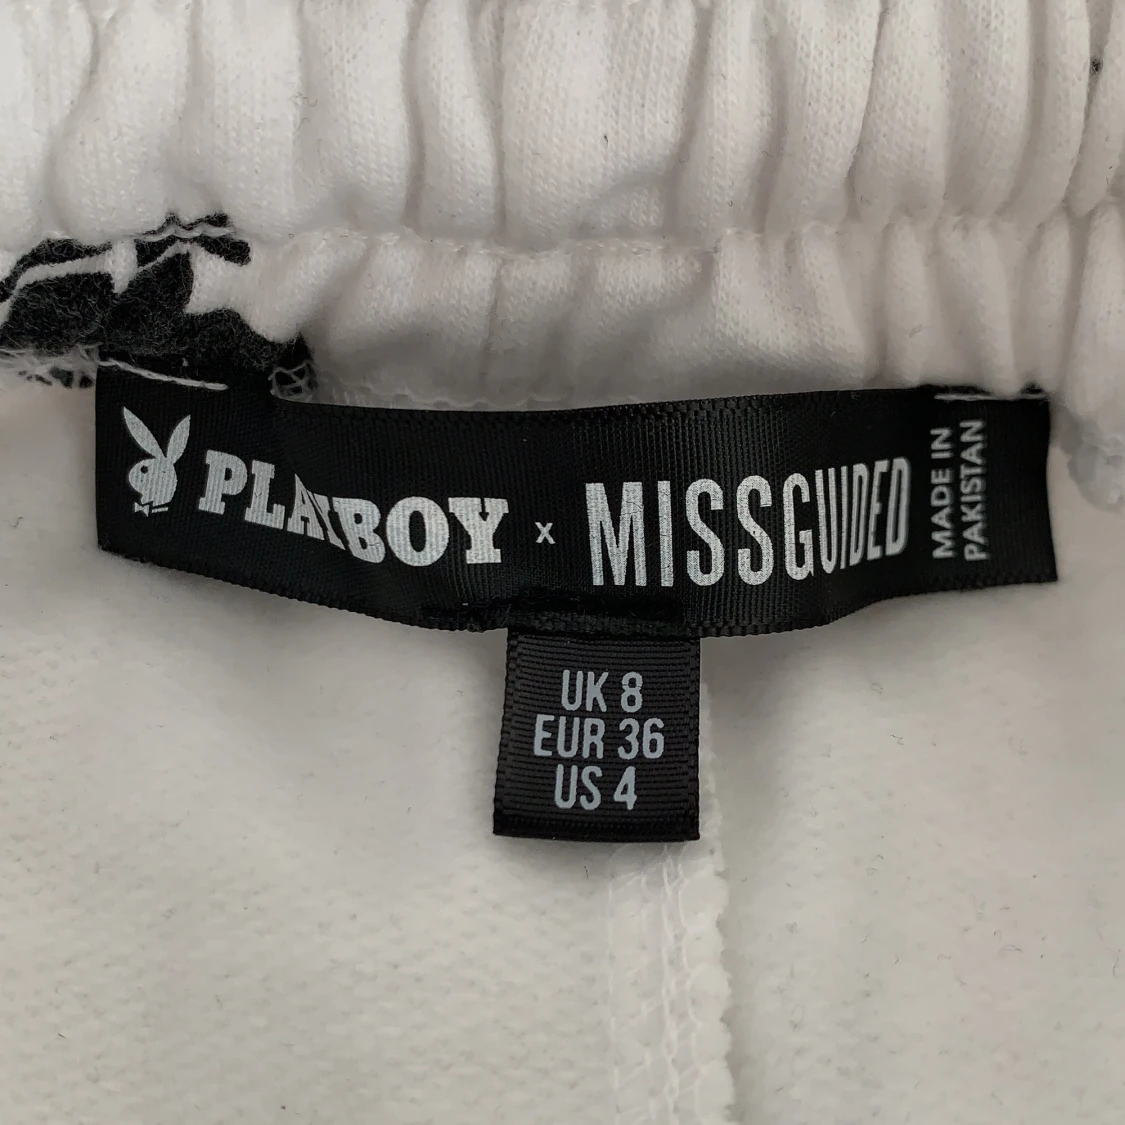 PLAYBOY x MISSGUIDED
MADE IN
PAKISTAN
UK 8
EUR 36
US 4